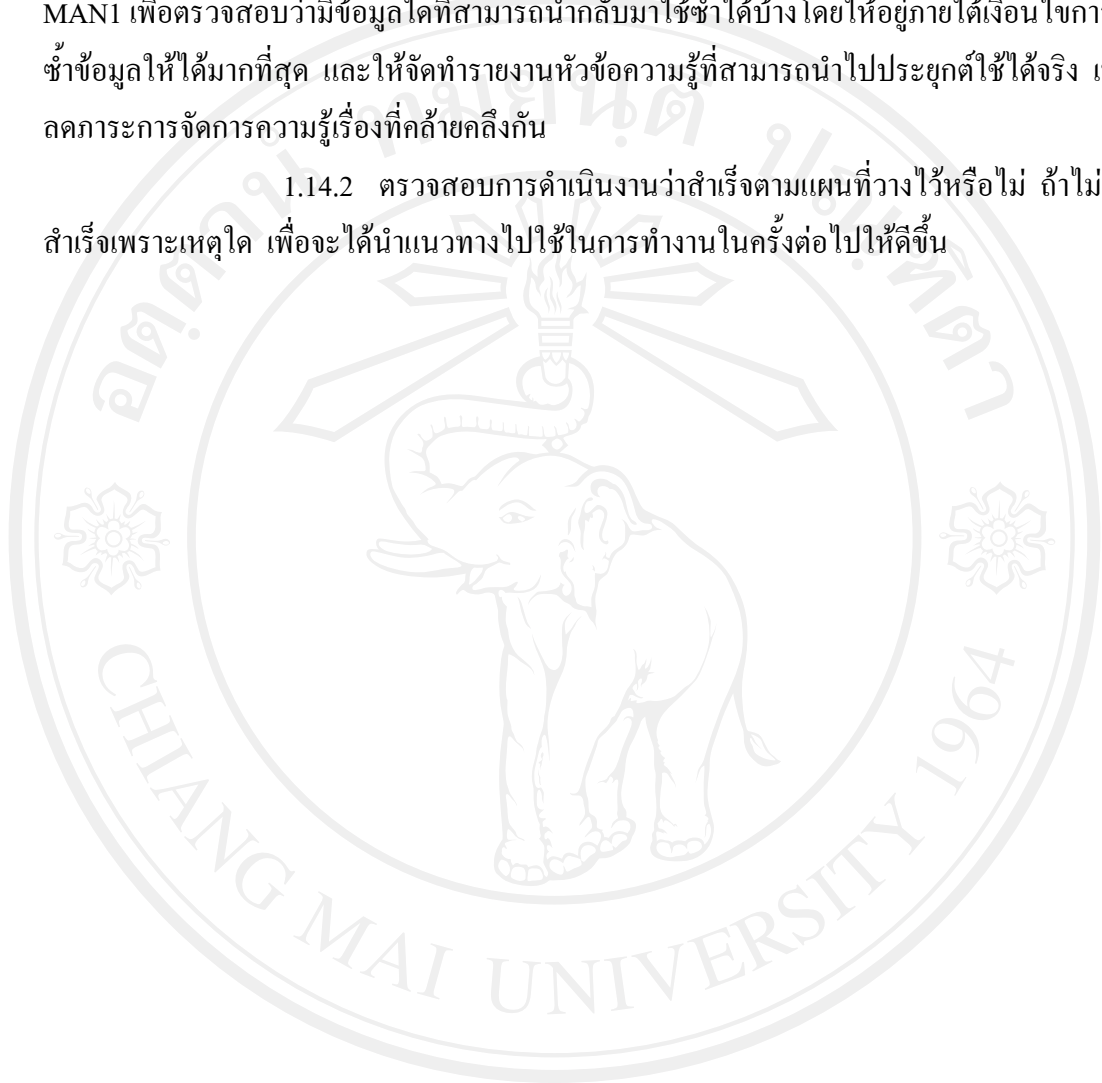 MAN1 เพื่อตรวจสอบว่ามีข้อมูลใดที่สามารถนำกลับมาใช้ซ้ำได้บ้างโดยให้อยู่ภายใต้เงื่อนไข
ซ้ำข้อมูลให้ได้มากที่สุด และให้จัดทำรายงานหัวข้อความรู้ที่สามารถนำไปประยุกต์ใช้ได้จริง
ลดภาระการจัดการความรู้เรื่องที่คล้ายคลึงกัน
1.14.2 ตรวจสอบการดำเนินงานว่าสำเร็จตามแผนที่วางไว้หรือไม่ ถ้าไม่
สำเร็จเพราะเหตุใด เพื่อจะได้นำแนวทางไปใช้ในการทำงานในครั้งต่อไปให้ดีขึ้น
อตฺตานํ ทมยนฺติ ปณฺฑิตา
CHIANG MAI UNIVERSITY 1964